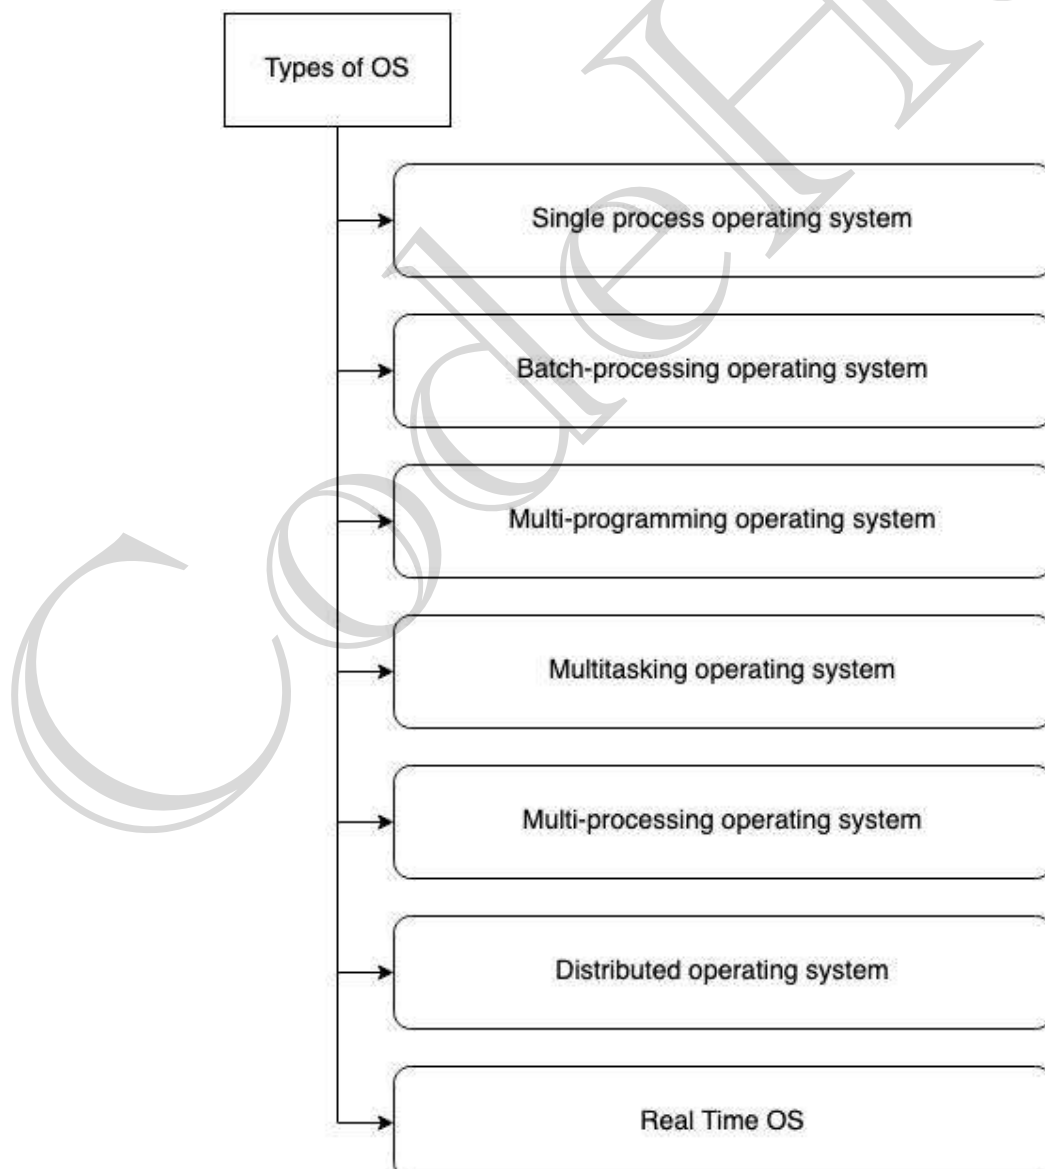 Types of OS
Single process operating system
Batch-processing operating system
Multi-programming operating system
Multitasking operating system
Multi-processing operating system
Distributed operating system
Real Time OS